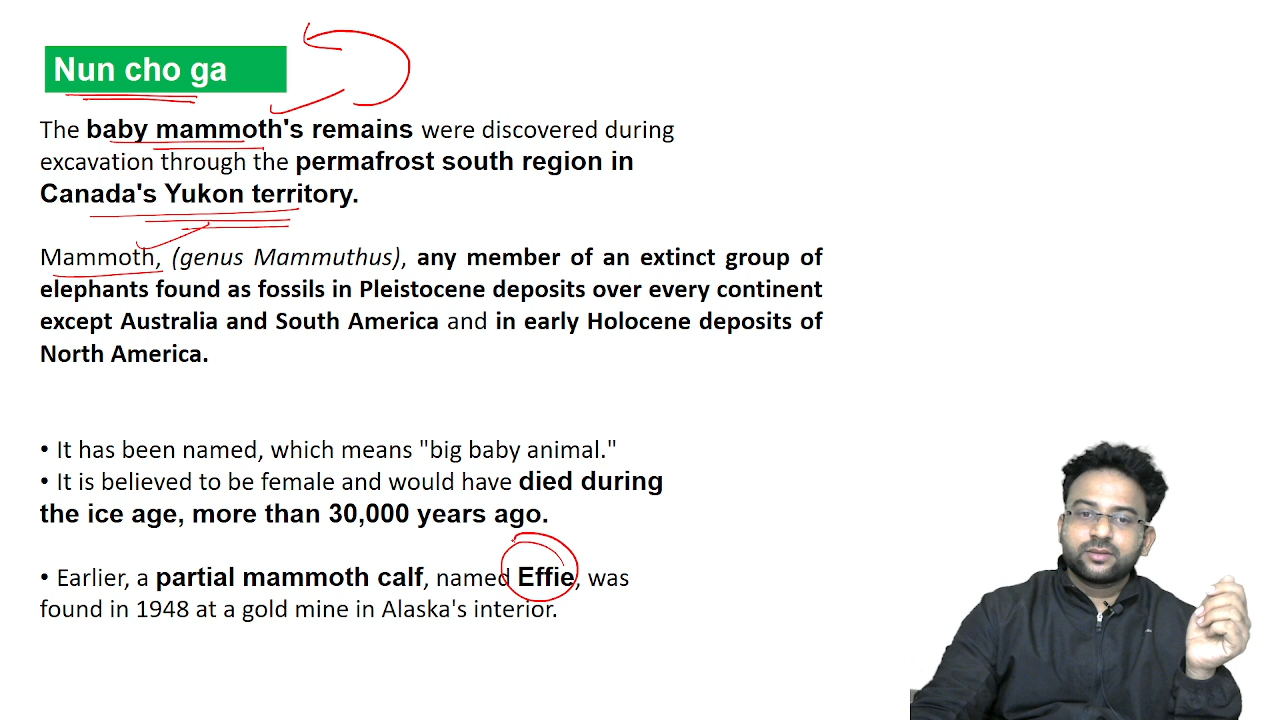 Nun cho ga
The baby mammoth's remains were discovered during
excavation through the permafrost south region in
Canada's Yukon territory.
Mammoth, (genus Mammuthus), any member of an extinct group of
elephants found as fossils in Pleistocene deposits over every continent
except Australia and South America and in early Holocene deposits of
North America.
• It has been named, which means "big baby animal."
• It is believed to be female and would have died during
the ice age, more than 30,000 years ago.
• Earlier, a partial mammoth calf, named Effie, was
found in 1948 at a gold mine in Alaska's interior.